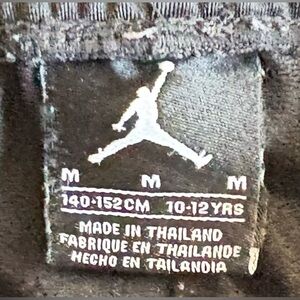 M M M
140-152CM 10-12YRS
MADE IN THAILAND
FABRIQUE EN THAILANDE
HECHO EN TAILANDIA